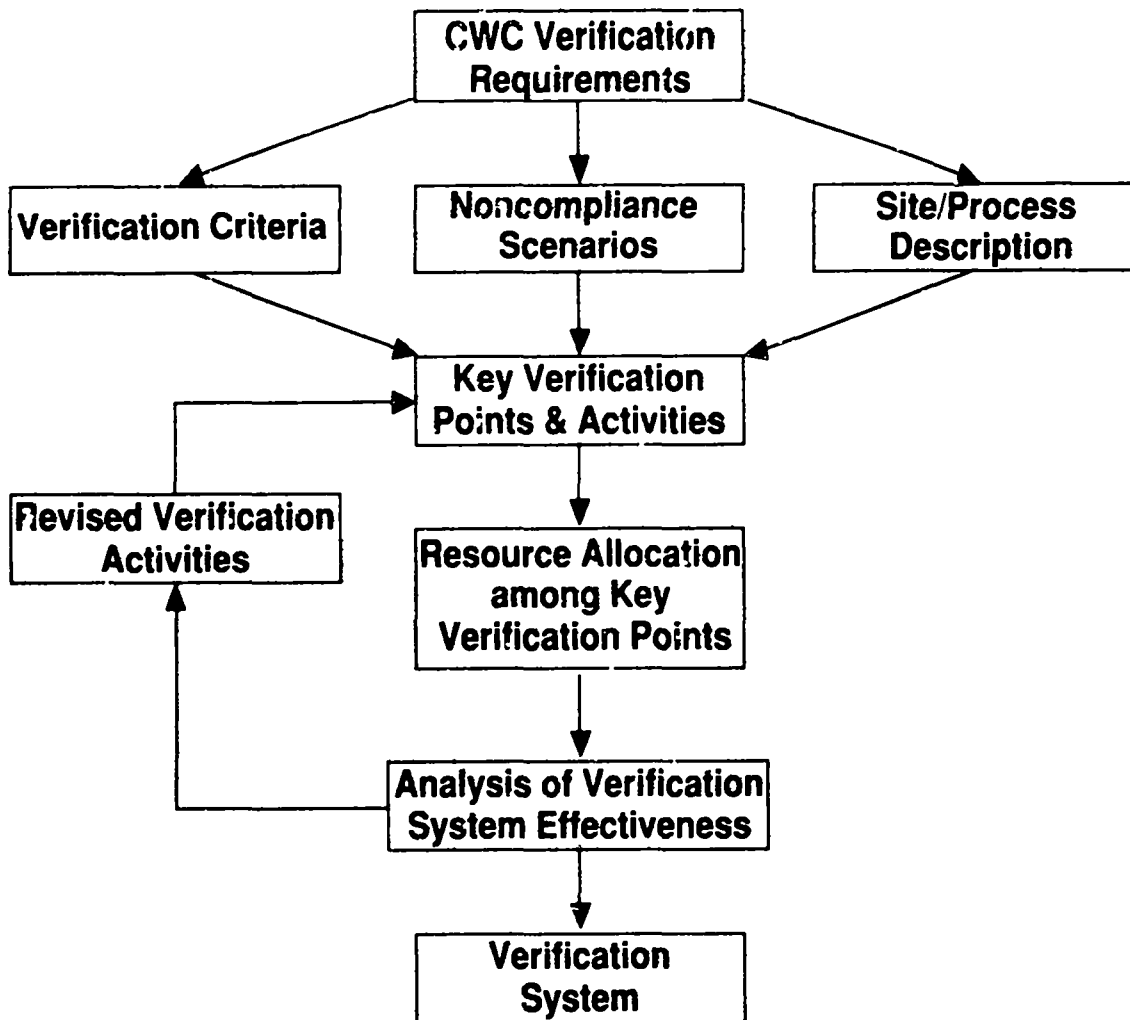 CWC Verification
Requirements
Verification Criteria
Noncompliance
Scenarios
Site/Process
Description
Key Verification
Points & Activities
Revised Verification
Activities
Resource Allocation
among Key
Verification Points
Analysis of Verification
System Effectiveness
Verification
System